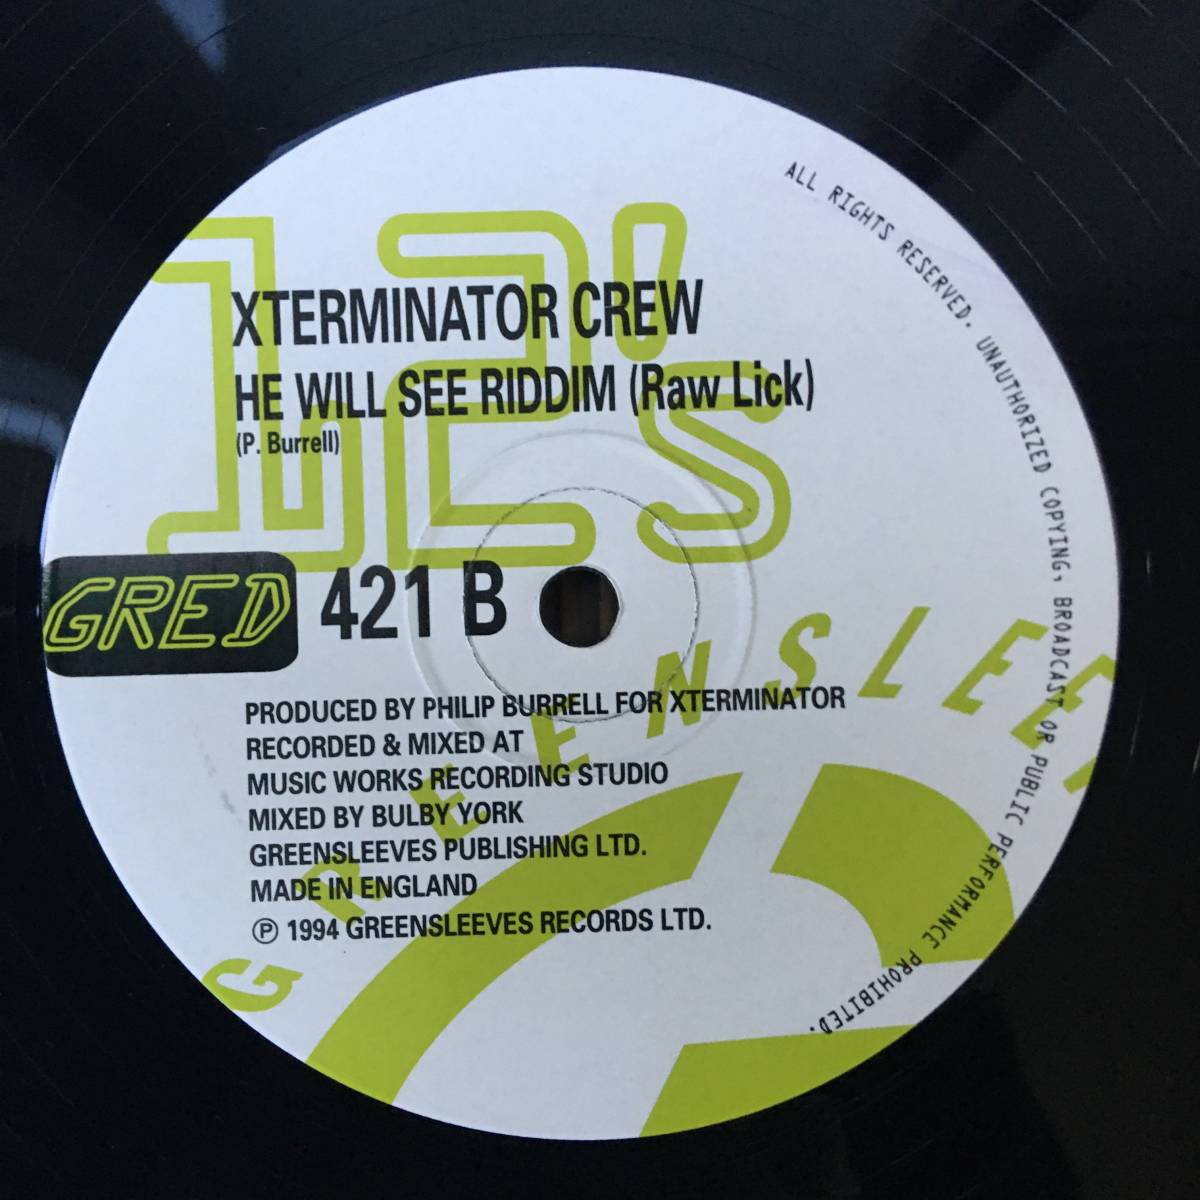 12's
XTERMINATOR CREW
HE WILL SEE RIDDIM (Raw Lick)
(P. Burrell)
GRED 421 B
PRODUCED BY PHILIP BURRELL FOR XTERMINATOR
RECORDED & MIXED AT
MUSIC WORKS RECORDING STUDIO
MIXED BY BULBY YORK
GREENSLEEVES PUBLISHING LTD.
MADE IN ENGLAND
℗ 1994 GREENSLEEVES RECORDS LTD.
GREENSLEE
ALL RIGHTS RESERVED. UNAUTHORIZED COPYING, BROADCAST OR PUBLIC PERFORMANCE PROHIBITED.